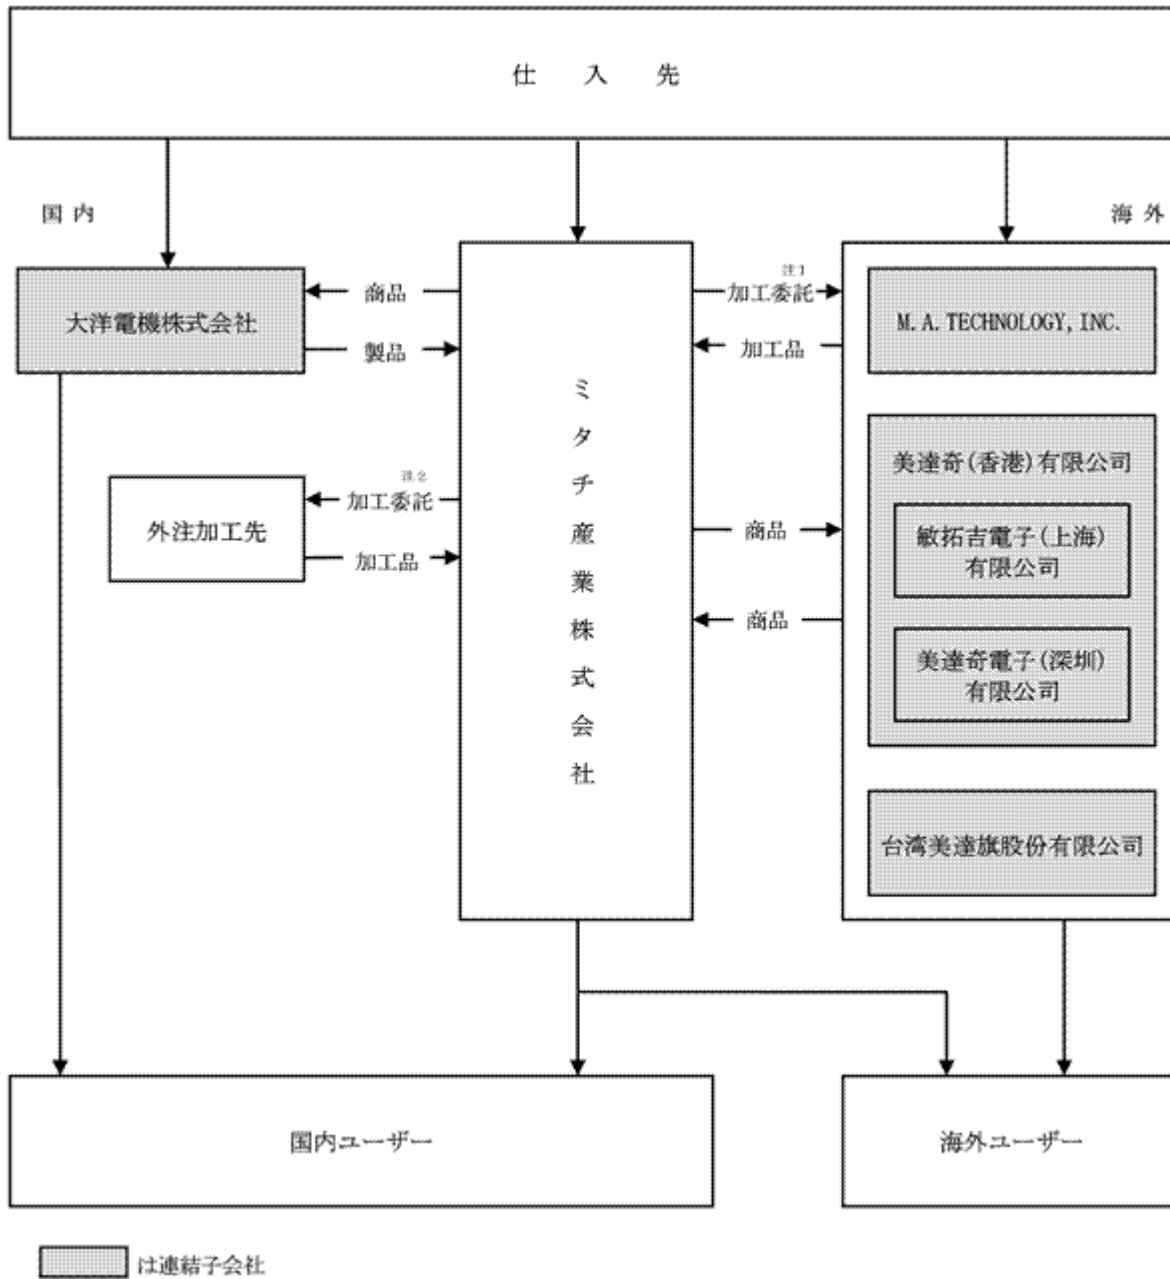 仕入先
国内
海外
大洋電機株式会社
商品
製品
ミタチ産業株式会社
注1
加工委託
加工品
M.A.TECHNOLOGY,INC.
美達奇(香港)有限公司
敏拓吉電子(上海)
有限公司
美達奇電子(深圳)
有限公司
台湾美達旗股份有限公司
外注加工先
注2
加工委託
加工品
商品
商品
国内ユーザー
海外ユーザー
は連結子会社